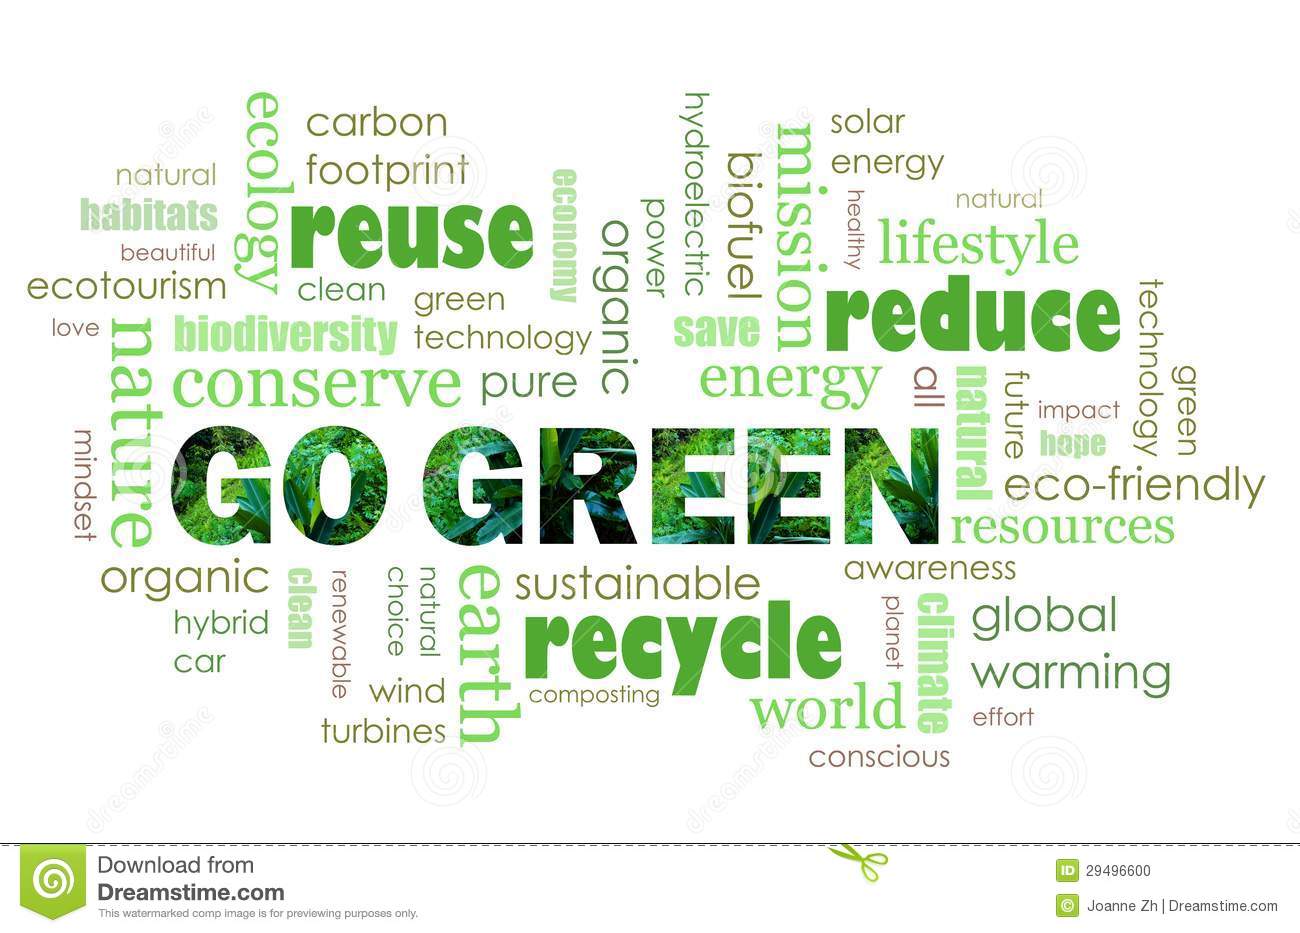 ecology
carbon
footprint
natural
habitats
beautiful
ecotourism
love
reuse
clean
green
technology
economy
organic
power
hydroelectric
biofuel
mission
solar
energy
healthy
natural
lifestyle
reduce
technology
green
nature
biodiversity
conserve
pure
save
energy
all
natural
future
impact
hope
eco-friendly
resources
mindset
GO GREEN
organic
hybrid
car
clean
renewable
choice
natural
wind
turbines
earth
sustainable
recycle
composting
awareness
planet
climate
global
warming
world
effort
conscious
dreamstime
dreamstime
dreamstime
dreamstime
Download from
Dreamstime.com
This watermarked comp image is for previewing purposes only.
ID 29496600
© Joanne Zh | Dreamstime.com